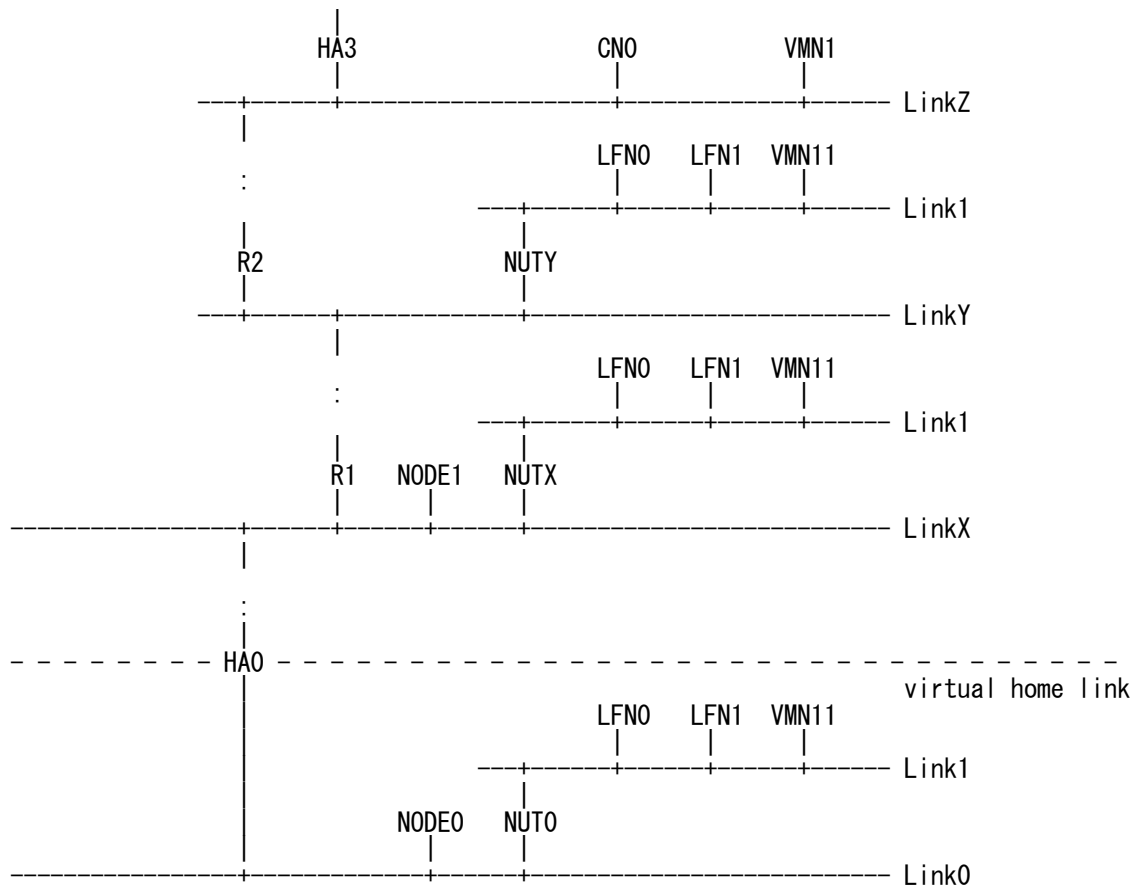 HA3 CN0 VMN1
LinkZ
LFN0 LFN1 VMN11
Link1
R2 NUTY
LinkY
LFN0 LFN1 VMN11
Link1
R1 NODE1 NUTX
LinkX
HA0
virtual home link
LFN0 LFN1 VMN11
Link1
NODE0 NUT0
Link0